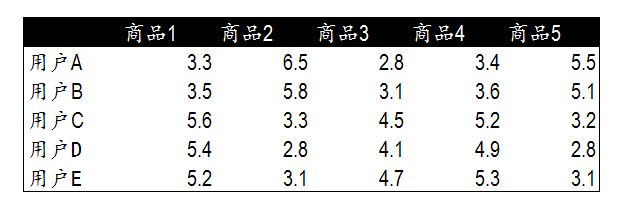 商品1 商品2 商品3 商品4 商品5
用户A 3.3 6.5 2.8 3.4 5.5
用户B 3.5 5.8 3.1 3.6 5.1
用户C 5.6 3.3 4.5 5.2 3.2
用户D 5.4 2.8 4.1 4.9 2.8
用户E 5.2 3.1 4.7 5.3 3.1